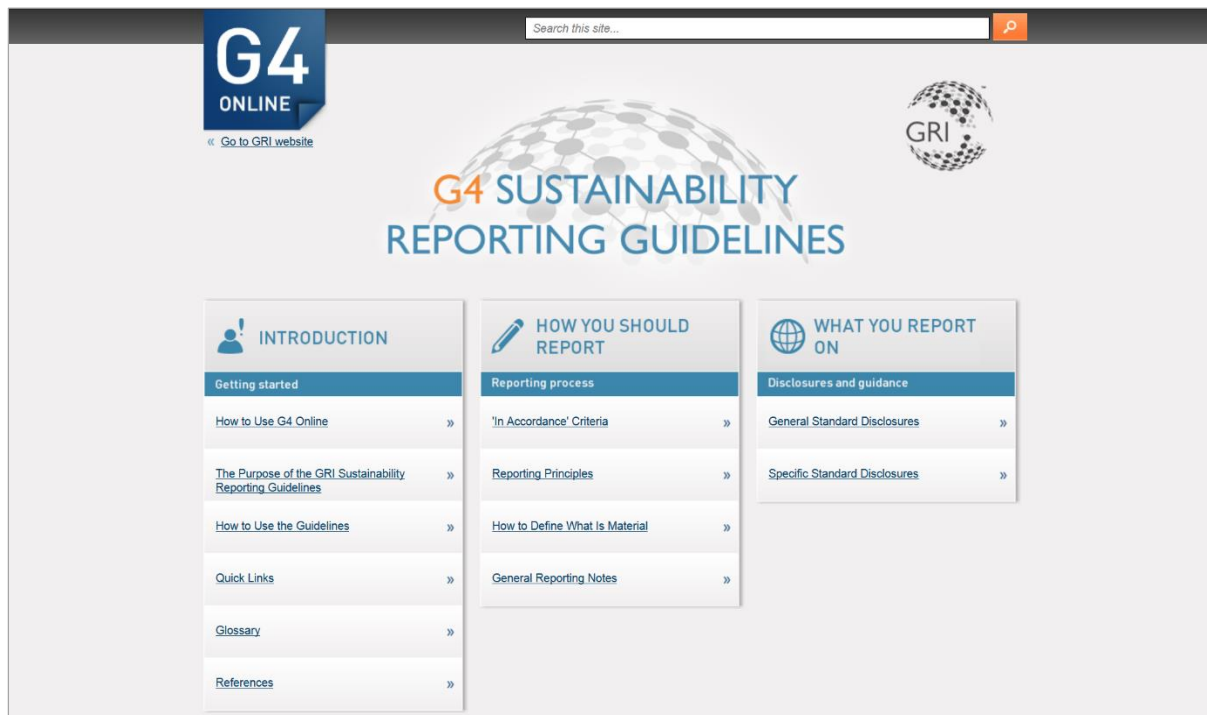 G4
ONLINE
Search this site...
« Go to GRI website
GRI
G4 SUSTAINABILITY
REPORTING GUIDELINES
INTRODUCTION
Getting started
How to Use G4 Online »
The Purpose of the GRI Sustainability »
Reporting Guidelines
How to Use the Guidelines »
Quick Links »
Glossary »
References »
HOW YOU SHOULD
REPORT
Reporting process
'In Accordance' Criteria »
Reporting Principles »
How to Define What Is Material »
General Reporting Notes »
WHAT YOU REPORT
ON
Disclosures and guidance
General Standard Disclosures »
Specific Standard Disclosures »